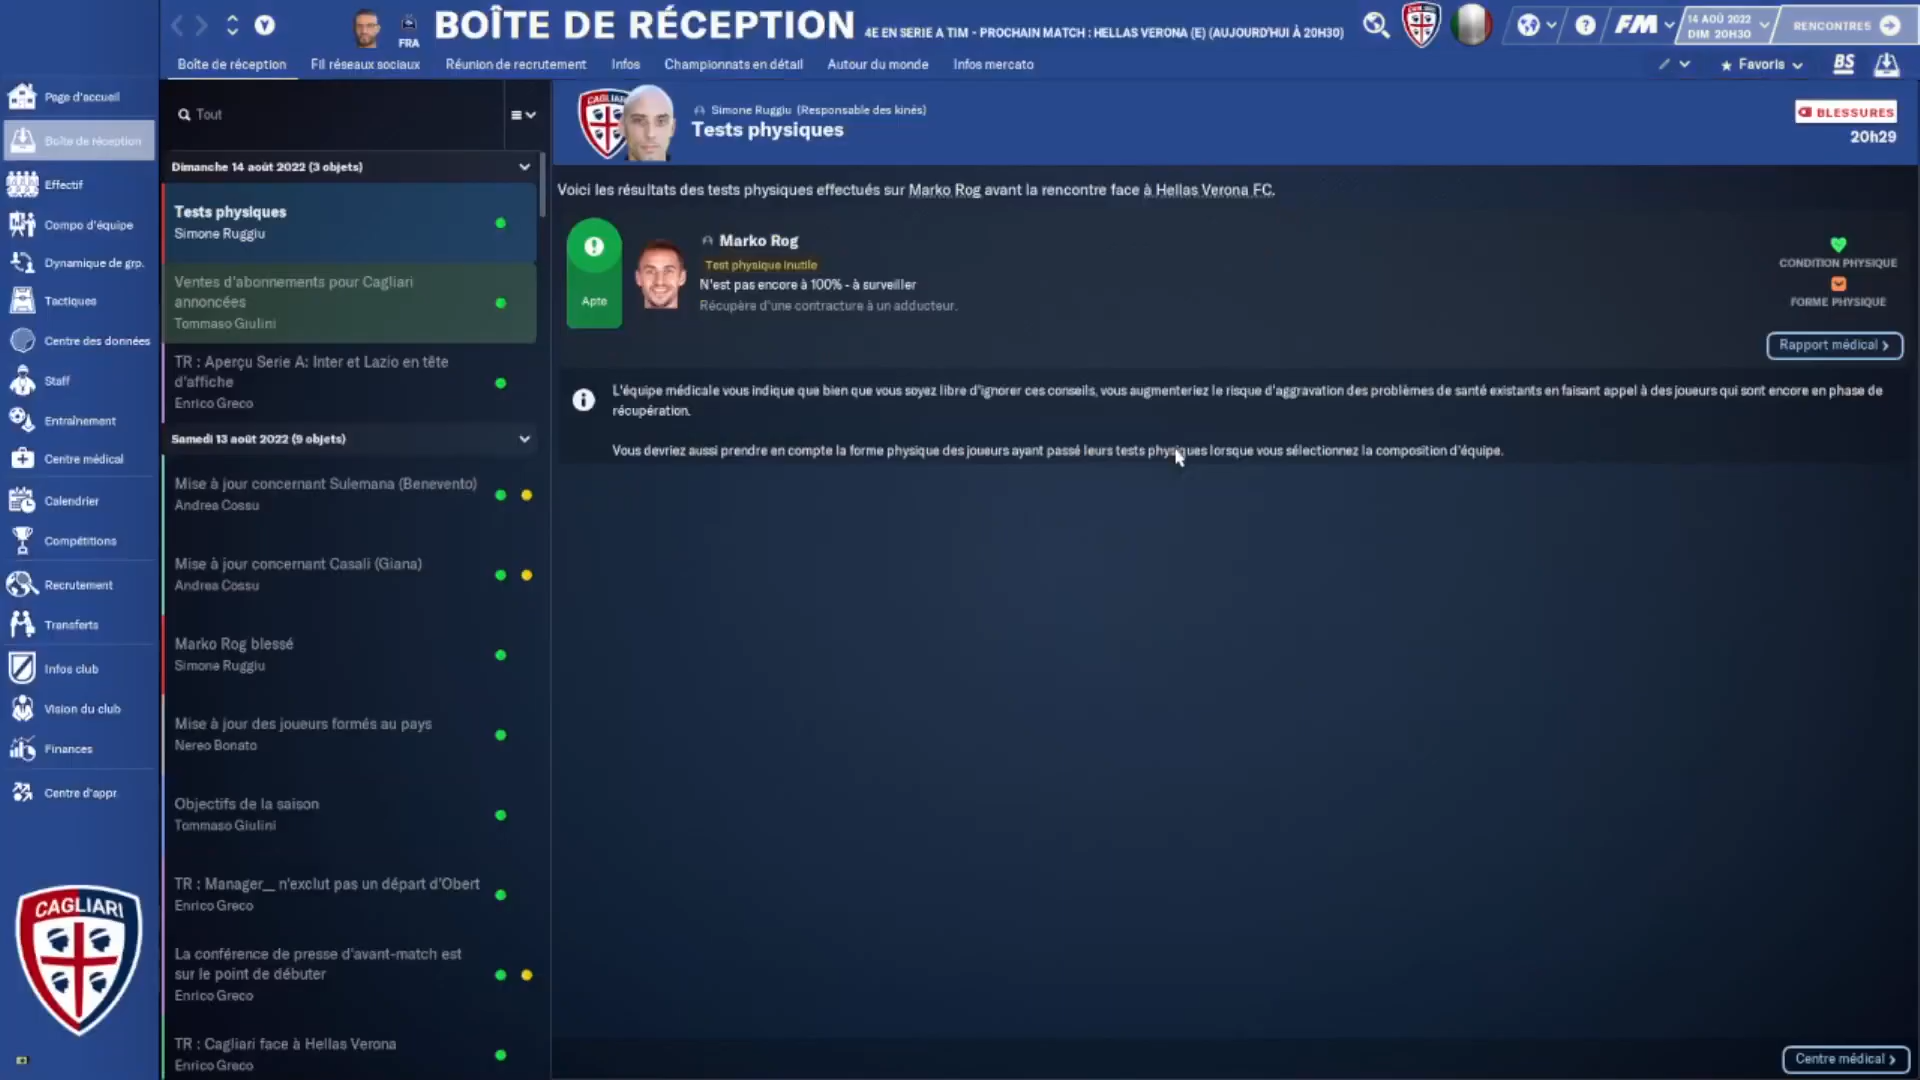 FRA
BOÎTE DE RÉCEPTION
4E EN SERIE A TIM - PROCHAIN MATCH : HELLAS VERONA (E) (AUJOURD'HUI À 20H30)
FM
14 AOÛ 2022
DIM 20H30
RENCONTRES
Boîte de réception
Fil réseaux sociaux
Réunion de recrutement
Infos
Championnats en détail
Autour du monde
Infos mercato
Favoris
BS
Page d'accueil
Boîte de réception
Effectif
Compo d'équipe
Dynamique de grp.
Tactiques
Centre des données
Staff
Entraînement
Centre médical
Calendrier
Compétitions
Recrutement
Transferts
Infos club
Vision du club
Finances
Centre d'appr.
CAGLIARI
Tout
Dimanche 14 août 2022 (3 objets)
Tests physiques
Simone Ruggiu
Ventes d'abonnements pour Cagliari
annoncées
Tommaso Giulini
TR : Aperçu Serie A: Inter et Lazio en tête
d'affiche
Enrico Greco
Samedi 13 août 2022 (9 objets)
Mise à jour concernant Sulemana (Benevento)
Andrea Cossu
Mise à jour concernant Casali (Giana)
Andrea Cossu
Marko Rog blessé
Simone Ruggiu
Mise à jour des joueurs formés au pays
Nereo Bonato
Objectifs de la saison
Tommaso Giulini
TR : Manager__ n'exclut pas un départ d'Obert
Enrico Greco
La conférence de presse d'avant-match est
sur le point de débuter
Enrico Greco
TR : Cagliari face à Hellas Verona
Enrico Greco
CAGLIARI
Simone Ruggiu (Responsable des kinés)
Tests physiques
BLESSURES
20h29
Voici les résultats des tests physiques effectués sur Marko Rog avant la rencontre face à Hellas Verona FC.
Apte
Marko Rog
Test physique inutile
N'est pas encore à 100% - à surveiller
Récupère d'une contracture à un adducteur.
CONDITION PHYSIQUE
FORME PHYSIQUE
Rapport médical
L'équipe médicale vous indique que bien que vous soyez libre d'ignorer ces conseils, vous augmenteriez le risque d'aggravation des problèmes de santé existants en faisant appel à des joueurs qui sont encore en phase de
récupération.
Vous devriez aussi prendre en compte la forme physique des joueurs ayant passé leurs tests physiques lorsque vous sélectionnez la composition d'équipe.
Centre médical